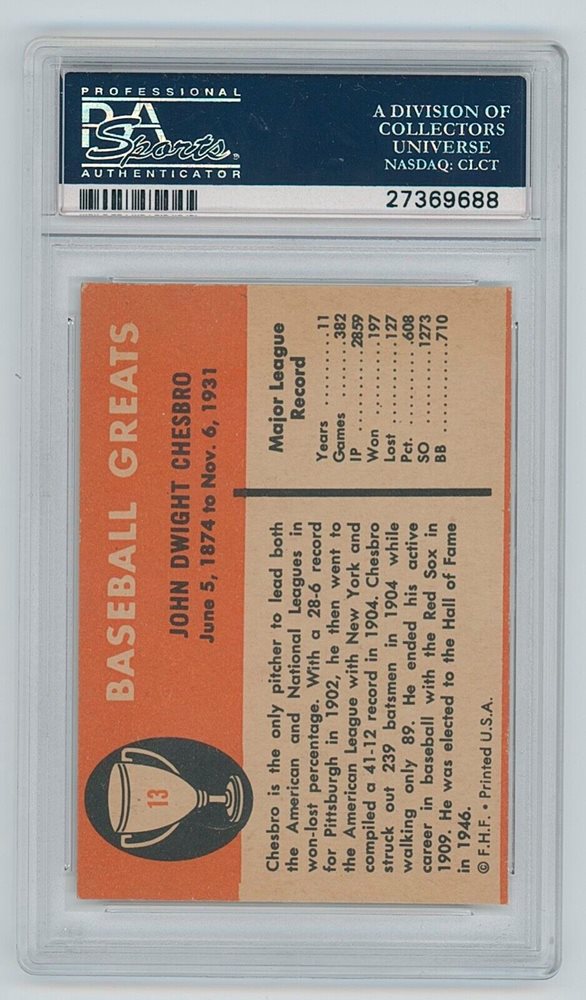 PROFESSIONAL
PSA
Sports
AUTHENTICATOR
A DIVISION OF
COLLECTORS
UNIVERSE
NASDAQ: CLCT
27369688
BASEBALL GREATS
JOHN DWIGHT CHESBRO
June 5, 1874 to Nov. 6, 1931
13
Chesbro is the only pitcher to lead both
the American and National Leagues in
won-lost percentage. With a 28-6 record
for Pittsburgh in 1902, he then went to
the American League with New York and
compiled a 41-12 record in 1904. Chesbro
struck out 239 batsmen in 1904 while
walking only 89. He ended his active
career in baseball with the Red Sox in
1909. He was elected to the Hall of Fame
in 1946.
© F.H.F. • Printed U.S.A.
Major League
Record
Years ..........11
Games .........382
IP ............2859
Won ...........197
Lost ...........127
Pct. ...........608
SO ...........1273
BB ............710